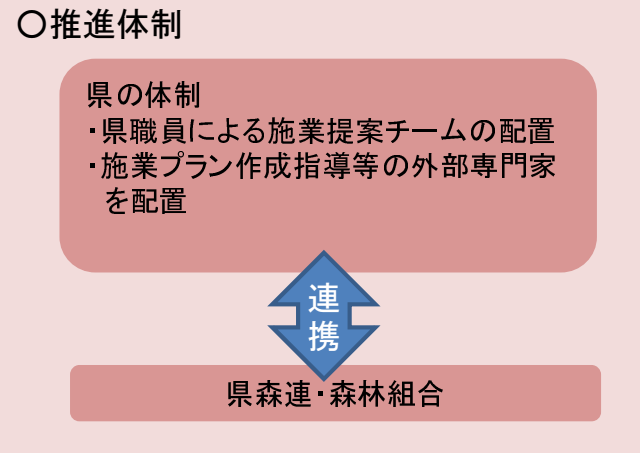 〇推進体制
県の体制
・県職員による施業提案チームの配置
・施業プラン作成指導等の外部専門家
を配置
連
携
県森連・森林組合